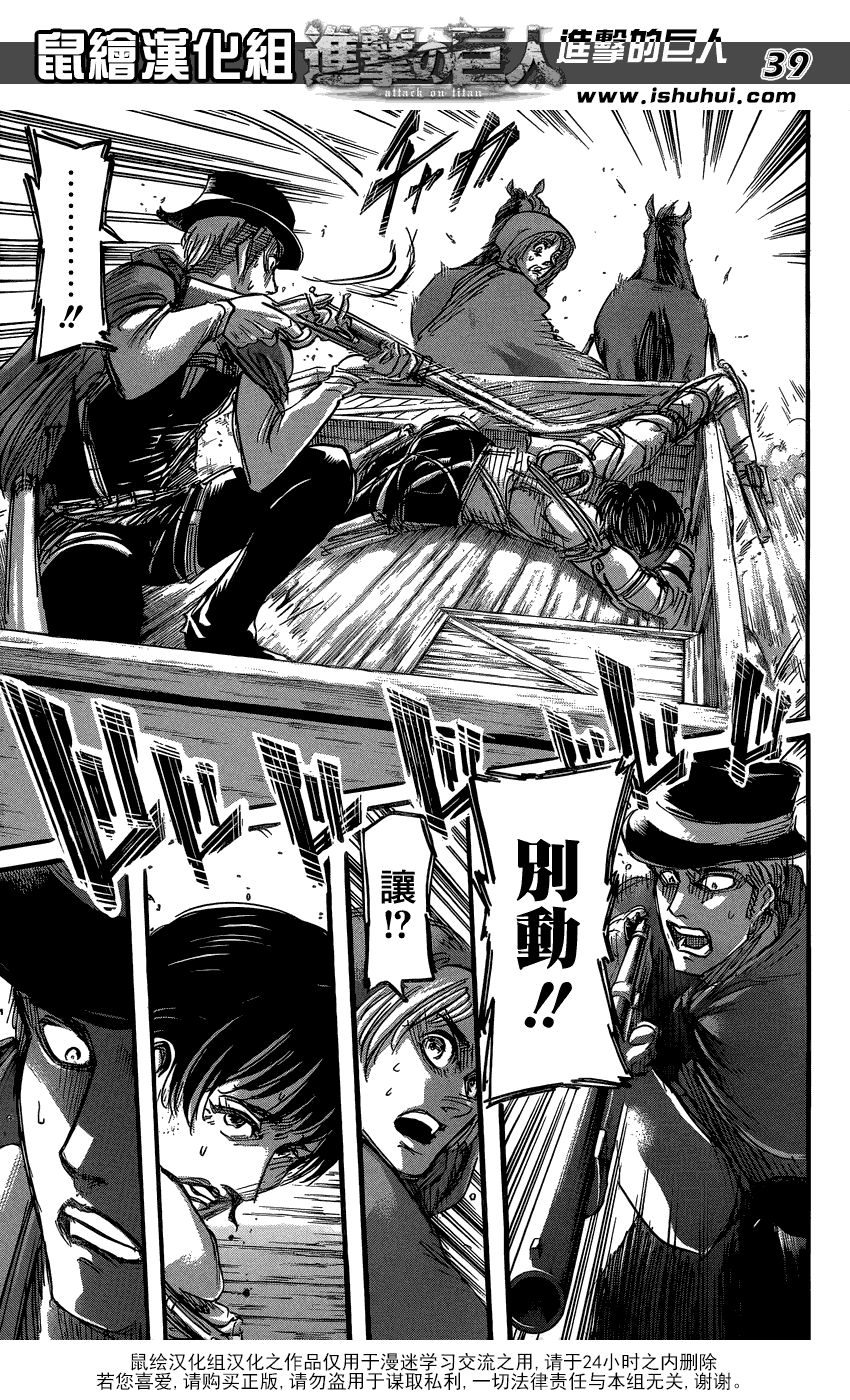 鼠繪漢化組
進撃の巨人
attack on titan
進擊的巨人
www.ishuhui.com
39
………!!
ガガガ
別動!!
讓!?
ドドドドドドドド
鼠绘汉化组汉化之作品仅用于漫迷学习交流之用,请于24小时之内删除
若您喜爱,请购买正版,请勿盗用于谋取私利,一切法律责任与本组无关,谢谢。